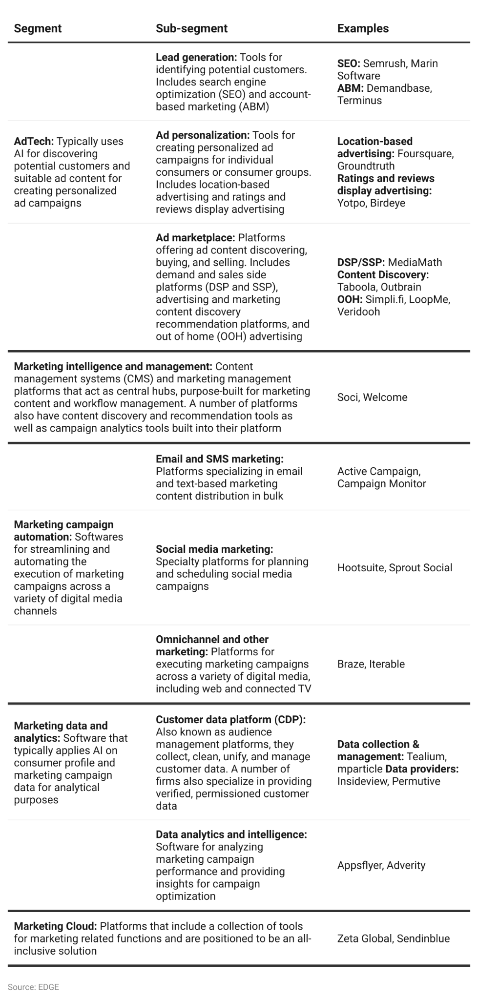 Segment
Sub-segment
Examples
Lead generation: Tools for
identifying potential customers.
Includes search engine
optimization (SEO) and account-
based marketing (ABM)
SEO: Semrush, Marin
Software
ABM: Demandbase,
Terminus
AdTech: Typically uses
AI for discovering
potential customers and
suitable ad content for
creating personalized
ad campaigns
Ad personalization: Tools for
creating personalized ad
campaigns for individual
consumers or consumer groups.
Includes location-based
advertising and ratings and
reviews display advertising
Location-based
advertising: Foursquare,
Groundtruth
Ratings and reviews
display advertising:
Yotpo, Birdeye
Ad marketplace: Platforms
offering ad content discovering,
buying, and selling. Includes
demand and sales side
platforms (DSP and SSP),
advertising and marketing
content discovery
recommendation platforms, and
out of home (OOH) advertising
DSP/SSP: MediaMath
Content Discovery:
Taboola, Outbrain
OOH: Simpli.fi, LoopMe,
Veridooh
Marketing intelligence and management: Content
management systems (CMS) and marketing management
platforms that act as central hubs, purpose-built for marketing
content and workflow management. A number of platforms
also have content discovery and recommendation tools as
well as campaign analytics tools built into their platform
Soci, Welcome
Email and SMS marketing:
Platforms specializing in email
and text-based marketing
content distribution in bulk
Active Campaign,
Campaign Monitor
Marketing campaign
automation: Softwares
for streamlining and
automating the
execution of marketing
campaigns across a
variety of digital media
channels
Social media marketing:
Specialty platforms for planning
and scheduling social media
campaigns
Hootsuite, Sprout Social
Omnichannel and other
marketing: Platforms for
executing marketing campaigns
across a variety of digital media,
including web and connected TV
Braze, Iterable
Marketing data and
analytics: Software that
typically applies AI on
consumer profile and
marketing campaign
data for analytical
purposes
Customer data platform (CDP):
Also known as audience
management platforms, they
collect, clean, unify, and manage
customer data. A number of
firms also specialize in providing
verified, permissioned customer
data
Data collection &
management: Tealium,
mparticle Data providers:
Insideview, Permutive
Data analytics and intelligence:
Software for analyzing
marketing campaign
performance and providing
insights for campaign
optimization
Appsflyer, Adverity
Marketing Cloud: Platforms that include a collection of tools
for marketing related functions and are positioned to be an all-
inclusive solution
Zeta Global, Sendinblue
Source: EDGE